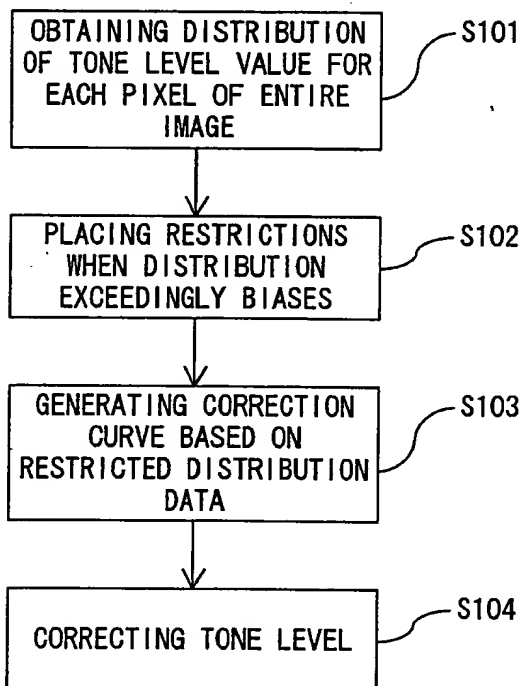 OBTAINING DISTRIBUTION
OF TONE LEVEL VALUE FOR
EACH PIXEL OF ENTIRE
IMAGE
S101
PLACING RESTRICTIONS
WHEN DISTRIBUTION
EXCEEDINGLY BIASES
S102
GENERATING CORRECTION
CURVE BASED ON
RESTRICTED DISTRIBUTION
DATA
S103
CORRECTING TONE LEVEL
S104